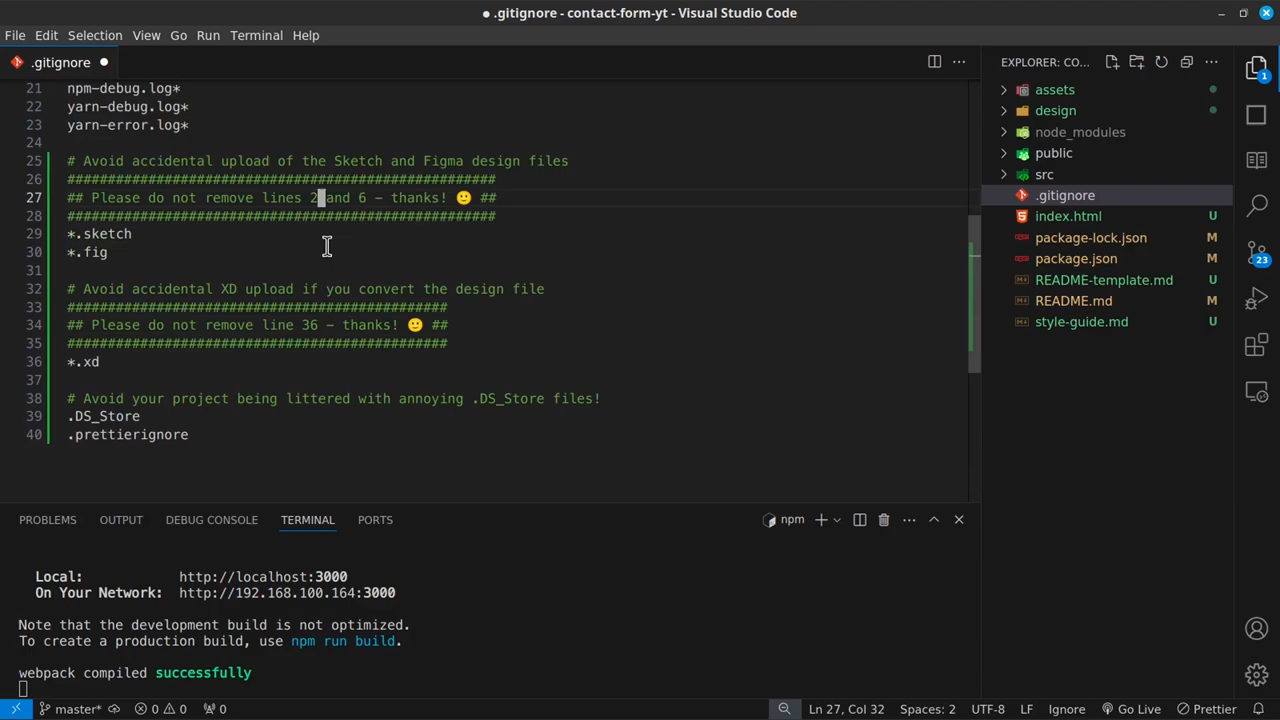 ● .gitignore - contact-form-yt - Visual Studio Code
File Edit Selection View Go Run Terminal Help
.gitignore ●
EXPLORER: CO...
21 npm-debug.log*
22 yarn-debug.log*
23 yarn-error.log*
24
25 # Avoid accidental upload of the Sketch and Figma design files
26 #####################################################
27 ## Please do not remove lines 2 and 6 - thanks! 🙂 ##
28 #####################################################
29 *.sketch
30 *.fig
31
32 # Avoid accidental XD upload if you convert the design file
33 ###############################################
34 ## Please do not remove line 36 - thanks! 🙂 ##
35 ###############################################
36 *.xd
37
38 # Avoid your project being littered with annoying .DS_Store files!
39 .DS_Store
40 .prettierignore
assets
design
node_modules
public
src
.gitignore
index.html U
package-lock.json M
package.json M
README-template.md U
README.md M
style-guide.md U
1
23
PROBLEMS OUTPUT DEBUG CONSOLE TERMINAL PORTS
npm
Local: http://localhost:3000
On Your Network: http://192.168.100.164:3000
Note that the development build is not optimized.
To create a production build, use npm run build.
webpack compiled successfully
master* 0 0 0 Ln 27, Col 32 Spaces: 2 UTF-8 LF Ignore Go Live Prettier